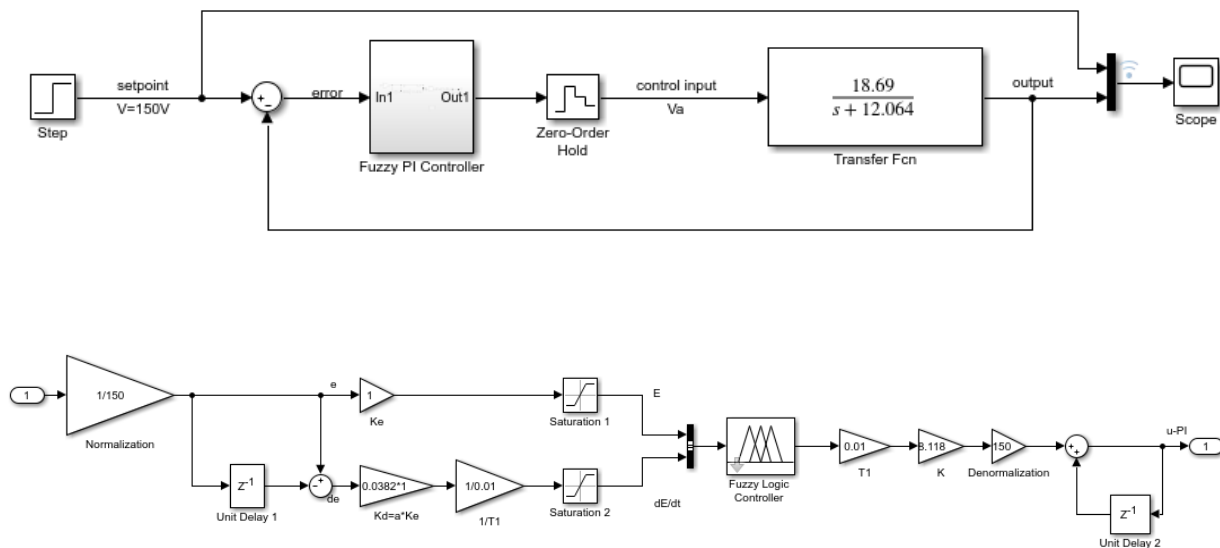 Step
setpoint
V=150V
+
−
error
In1
Out1
Fuzzy PI Controller
Zero-Order
Hold
control input
Va
18.69
s + 12.064
Transfer Fcn
output
Scope
1
1/150
Normalization
e
1
Ke
Saturation 1
E
Z-1
Unit Delay 1
+
−
de
0.0382*1
Kd=a*Ke
1/0.01
1/T1
Saturation 2
dE/dt
Fuzzy Logic
Controller
0.01
T1
8.118
K
150
Denormalization
+
+
u-PI
1
Z-1
Unit Delay 2